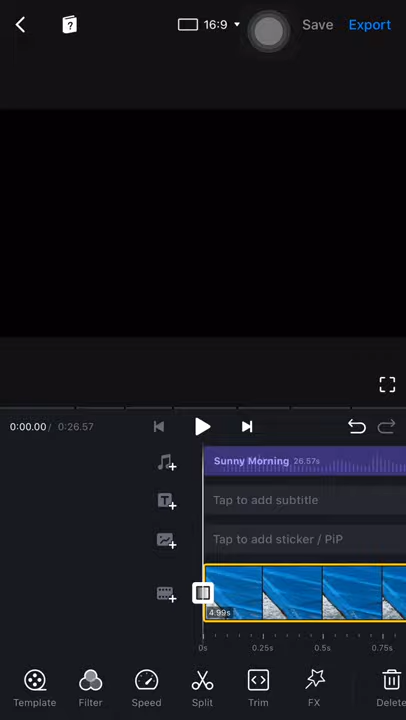 16:9
Save
Export
0:00.00 / 0:26.57
Sunny Morning 26.57s
Tap to add subtitle
Tap to add sticker / PiP
4.99s
0s 0.25s 0.5s 0.75s
Template Filter Speed Split Trim FX Delete